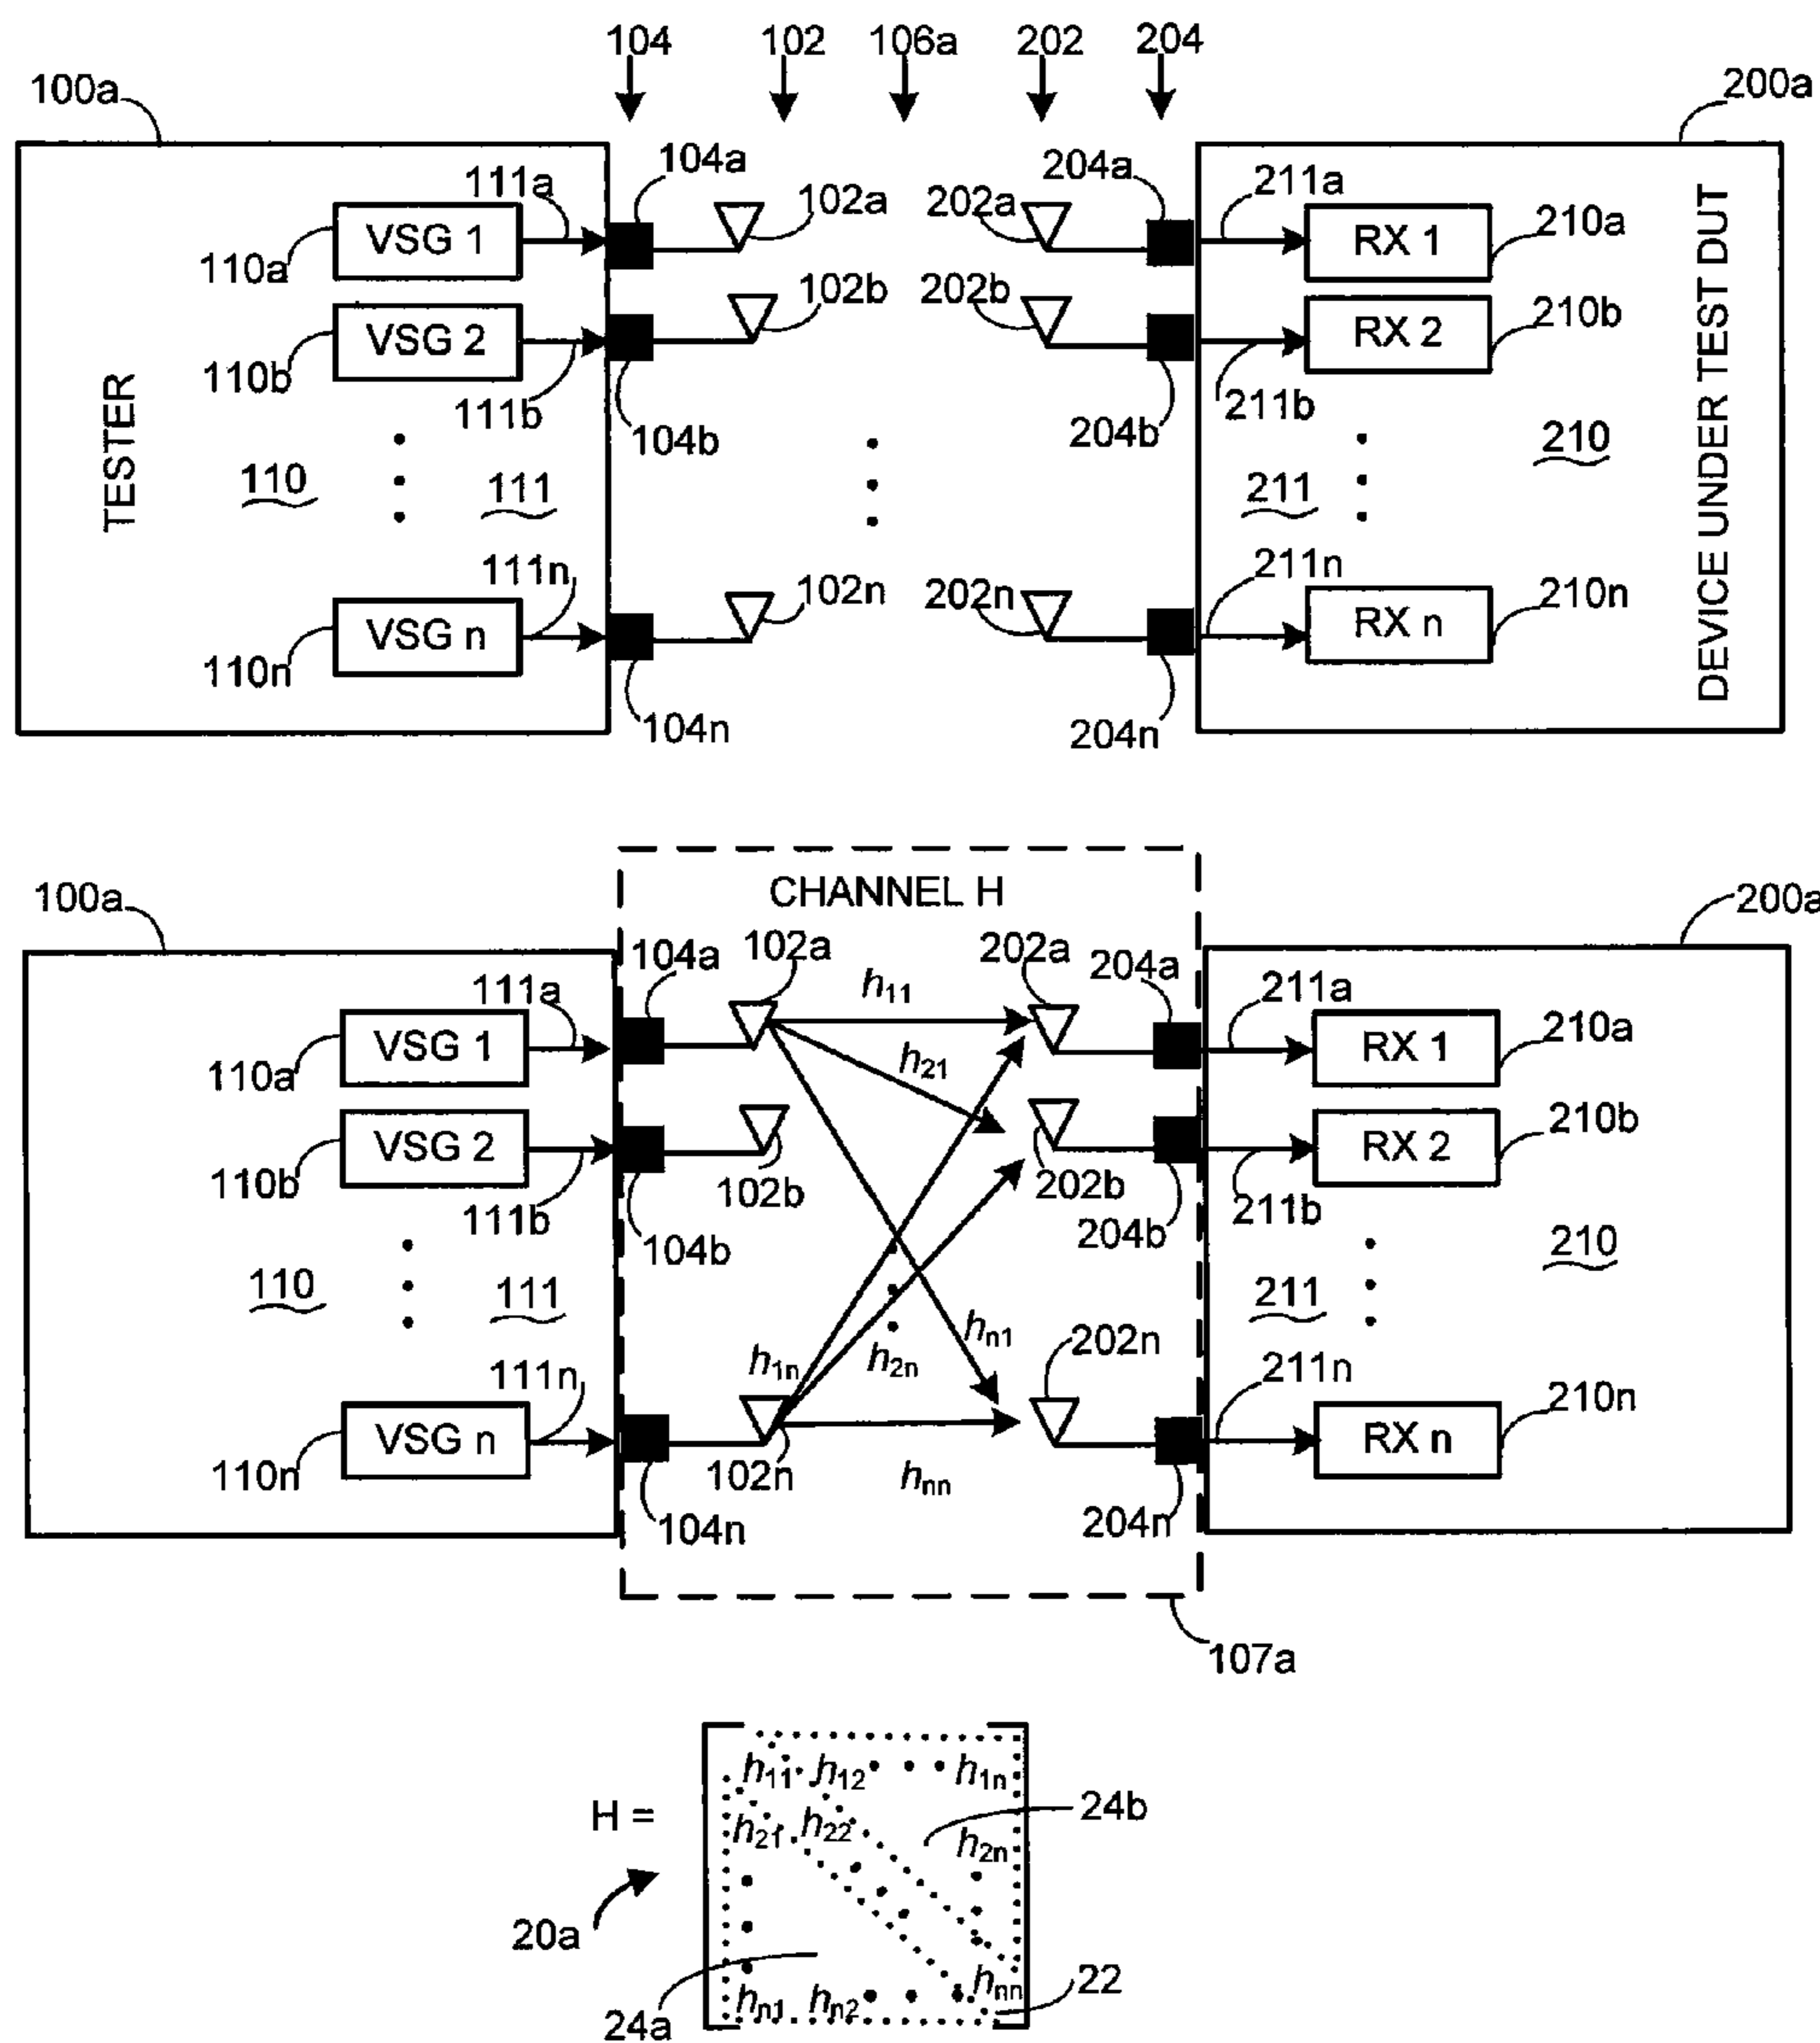 104 102 106a 202 204
100a 200a
104a 204a
111a 102a 202a 211a
VSG 1 RX 1 210a
110a
102b 202b
VSG 2 RX 2 210b
110b
111b 104b 204b 211b
TESTER 110 111 211 210 DEVICE UNDER TEST DUT
111n 102n 202n 211n
VSG n RX n 210n
110n
104n 204n
CHANNEL H
100a 200a
104a 102a 202a 204a
111a h11 211a
VSG 1 RX 1 210a
110a h21
VSG 2 RX 2 210b
110b 102b 202b
111b 104b 204b 211b
110 111 211 210
hn1 202n
111n h1n h2n 211n
VSG n RX n 210n
110n 102n hnn
104n 204n
107a
h11 h12 h1n
H = h21 h22 h2n 24b
20a
hn1 hn2 hnn 22
24a